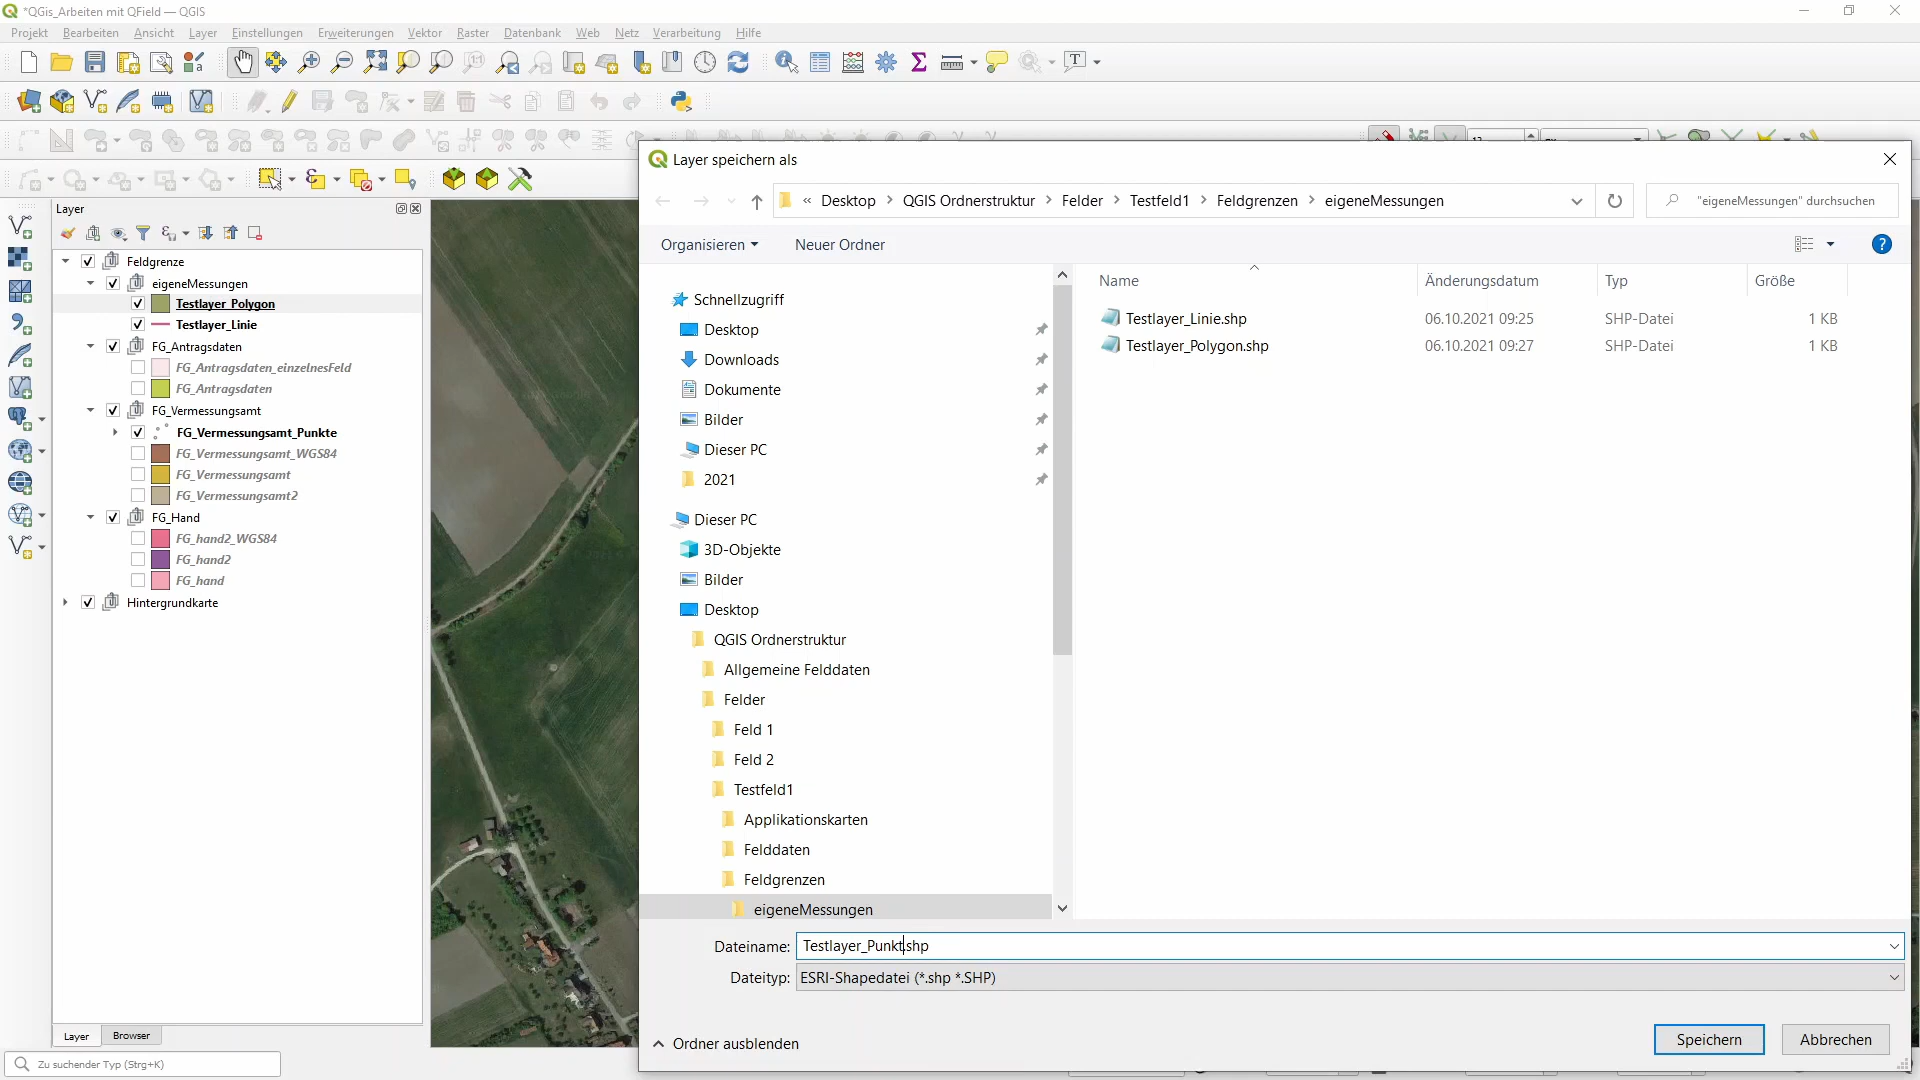 *QGis_Arbeiten mit QField — QGIS
Projekt Bearbeiten Ansicht Layer Einstellungen Erweiterungen Vektor Raster Datenbank Web Netz Verarbeitung Hilfe
Layer speichern als
« Desktop > QGIS Ordnerstruktur > Felder > Testfeld1 > Feldgrenzen > eigeneMessungen
"eigeneMessungen" durchsuchen
Organisieren
Neuer Ordner
Layer
Feldgrenze
eigeneMessungen
Testlayer_Polygon
Testlayer_Linie
FG_Antragsdaten
FG_Antragsdaten_einzelnesFeld
FG_Antragsdaten
FG_Vermessungsamt
FG_Vermessungsamt_Punkte
FG_Vermessungsamt_WGS84
FG_Vermessungsamt
FG_Vermessungsamt2
FG_Hand
FG_hand2_WGS84
FG_hand2
FG_hand
Hintergrundkarte
Schnellzugriff
Desktop
Downloads
Dokumente
Bilder
Dieser PC
2021
Dieser PC
3D-Objekte
Bilder
Desktop
QGIS Ordnerstruktur
Allgemeine Felddaten
Felder
Feld 1
Feld 2
Testfeld1
Applikationskarten
Felddaten
Feldgrenzen
eigeneMessungen
Name Änderungsdatum Typ Größe
Testlayer_Linie.shp 06.10.2021 09:25 SHP-Datei 1 KB
Testlayer_Polygon.shp 06.10.2021 09:27 SHP-Datei 1 KB
Dateiname: Testlayer_Punkt.shp
Dateityp: ESRI-Shapedatei (*.shp *.SHP)
Ordner ausblenden
Speichern
Abbrechen
Layer Browser
Zu suchender Typ (Strg+K)